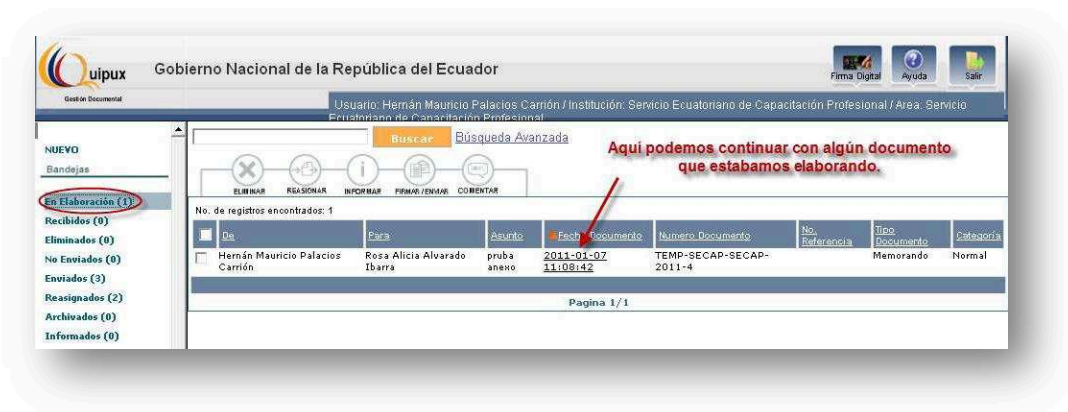 Quipux
Gestión Documental
Gobierno Nacional de la República del Ecuador
Firma Digital
Ayuda
Salir
Usuario: Hernán Mauricio Palacios Carrión / Institución: Servicio Ecuatoriano de Capacitación Profesional / Area: Servicio
Ecuatoriano de Capacitación Profesional
Buscar
Búsqueda Avanzada
Aquí podemos continuar con algún documento
que estabamos elaborando.
NUEVO
Bandejas
En Elaboración (1)
Recibidos (0)
Eliminados (0)
No Enviados (0)
Enviados (3)
Reasignados (2)
Archivados (0)
Informados (0)
ELIMINAR REASIGNAR INFORMAR FIRMAR /ENVIAR COMENTAR
No. de registros encontrados: 1
De Para Asunto Fecha Documento Numero Documento No. Referencia Tipo Documento Categoría
Hernán Mauricio Palacios Rosa Alicia Alvarado pruba 2011-01-07 TEMP-SECAP-SECAP- Memorando Normal
Carrión Ibarra anexo 11:08:42 2011-4
Pagina 1/1